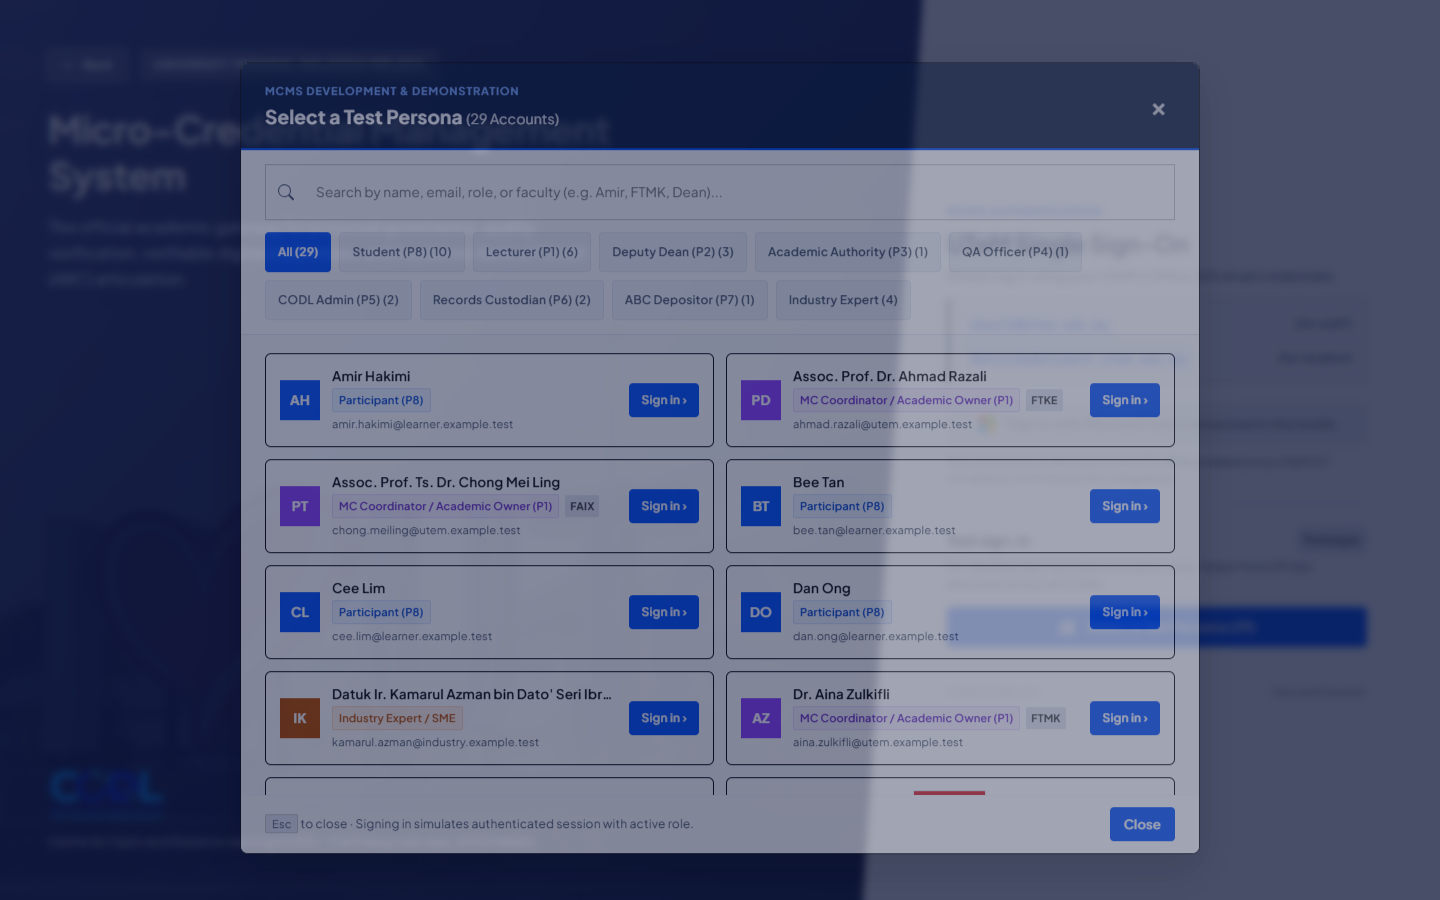 Micro-Credential Management
System
MCMS DEVELOPMENT & DEMONSTRATION
Select a Test Persona (29 Accounts)
×
Search by name, email, role, or faculty (e.g. Amir, FTMK, Dean)...
All (29)
Student (P8) (10)
Lecturer (P1) (6)
Deputy Dean (P2) (3)
Academic Authority (P3) (1)
QA Officer (P4) (1)
CODL Admin (P5) (2)
Records Custodian (P6) (2)
ABC Depositor (P7) (1)
Industry Expert (4)
AH
Amir Hakimi
Participant (P8)
amir.hakimi@learner.example.test
Sign in ›
PD
Assoc. Prof. Dr. Ahmad Razali
MC Coordinator / Academic Owner (P1) FTKE
ahmad.razali@utem.example.test
Sign in ›
PT
Assoc. Prof. Ts. Dr. Chong Mei Ling
MC Coordinator / Academic Owner (P1) FAIX
chong.meiling@utem.example.test
Sign in ›
BT
Bee Tan
Participant (P8)
bee.tan@learner.example.test
Sign in ›
CL
Cee Lim
Participant (P8)
cee.lim@learner.example.test
Sign in ›
DO
Dan Ong
Participant (P8)
dan.ong@learner.example.test
Sign in ›
IK
Datuk Ir. Kamarul Azman bin Dato' Seri Ibr...
Industry Expert / SME
kamarul.azman@industry.example.test
Sign in ›
AZ
Dr. Aina Zulkifli
MC Coordinator / Academic Owner (P1) FTMK
aina.zulkifli@utem.example.test
Sign in ›
CODL
Esc to close · Signing in simulates authenticated session with active role.
Close